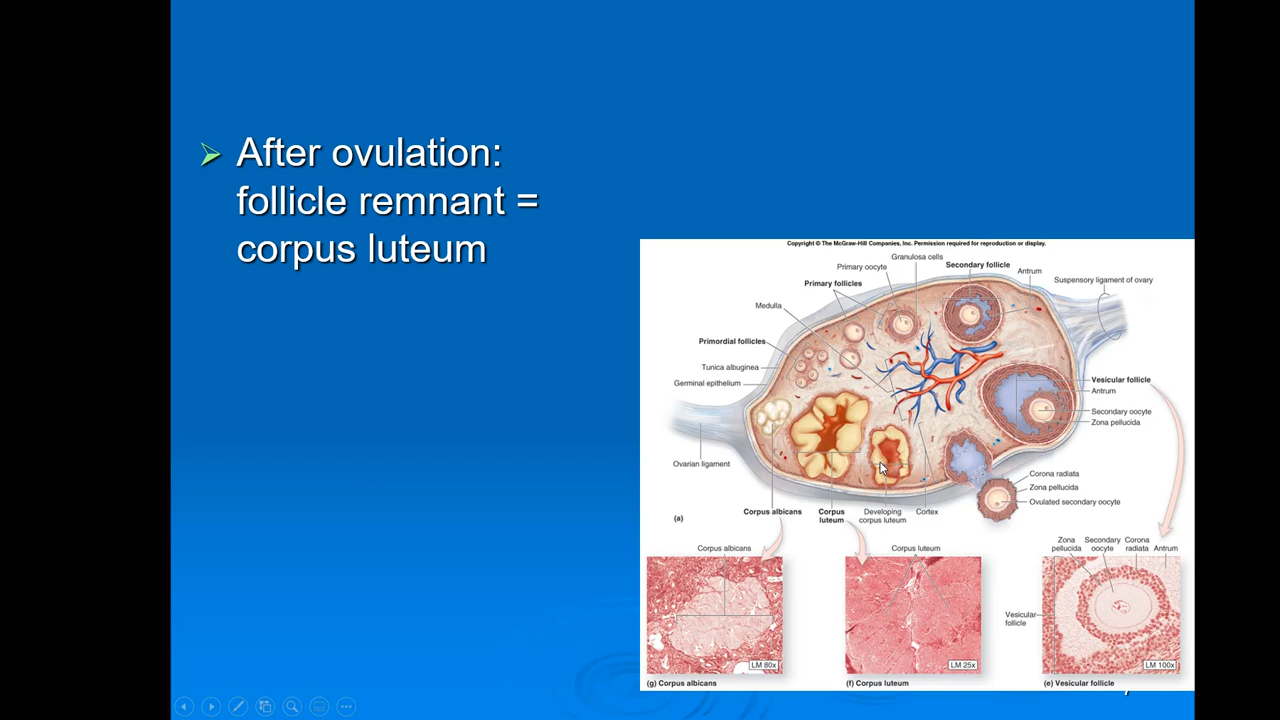 After ovulation:
follicle remnant =
corpus luteum
Copyright © The McGraw-Hill Companies, Inc. Permission required for reproduction or display.
Granulosa cells
Primary oocyte
Secondary follicle
Antrum
Suspensory ligament of ovary
Primary follicles
Medulla
Primordial follicles
Tunica albuginea
Germinal epithelium
Vesicular follicle
Antrum
Secondary oocyte
Zona pellucida
Ovarian ligament
Corona radiata
Zona pellucida
Ovulated secondary oocyte
(a)
Corpus albicans
Corpus
luteum
Developing
corpus luteum
Cortex
Corpus albicans
Corpus luteum
Zona
pellucida
Secondary
oocyte
Corona
radiata
Antrum
Vesicular
follicle
LM 80x
LM 25x
LM 100x
(g) Corpus albicans
(f) Corpus luteum
(e) Vesicular follicle